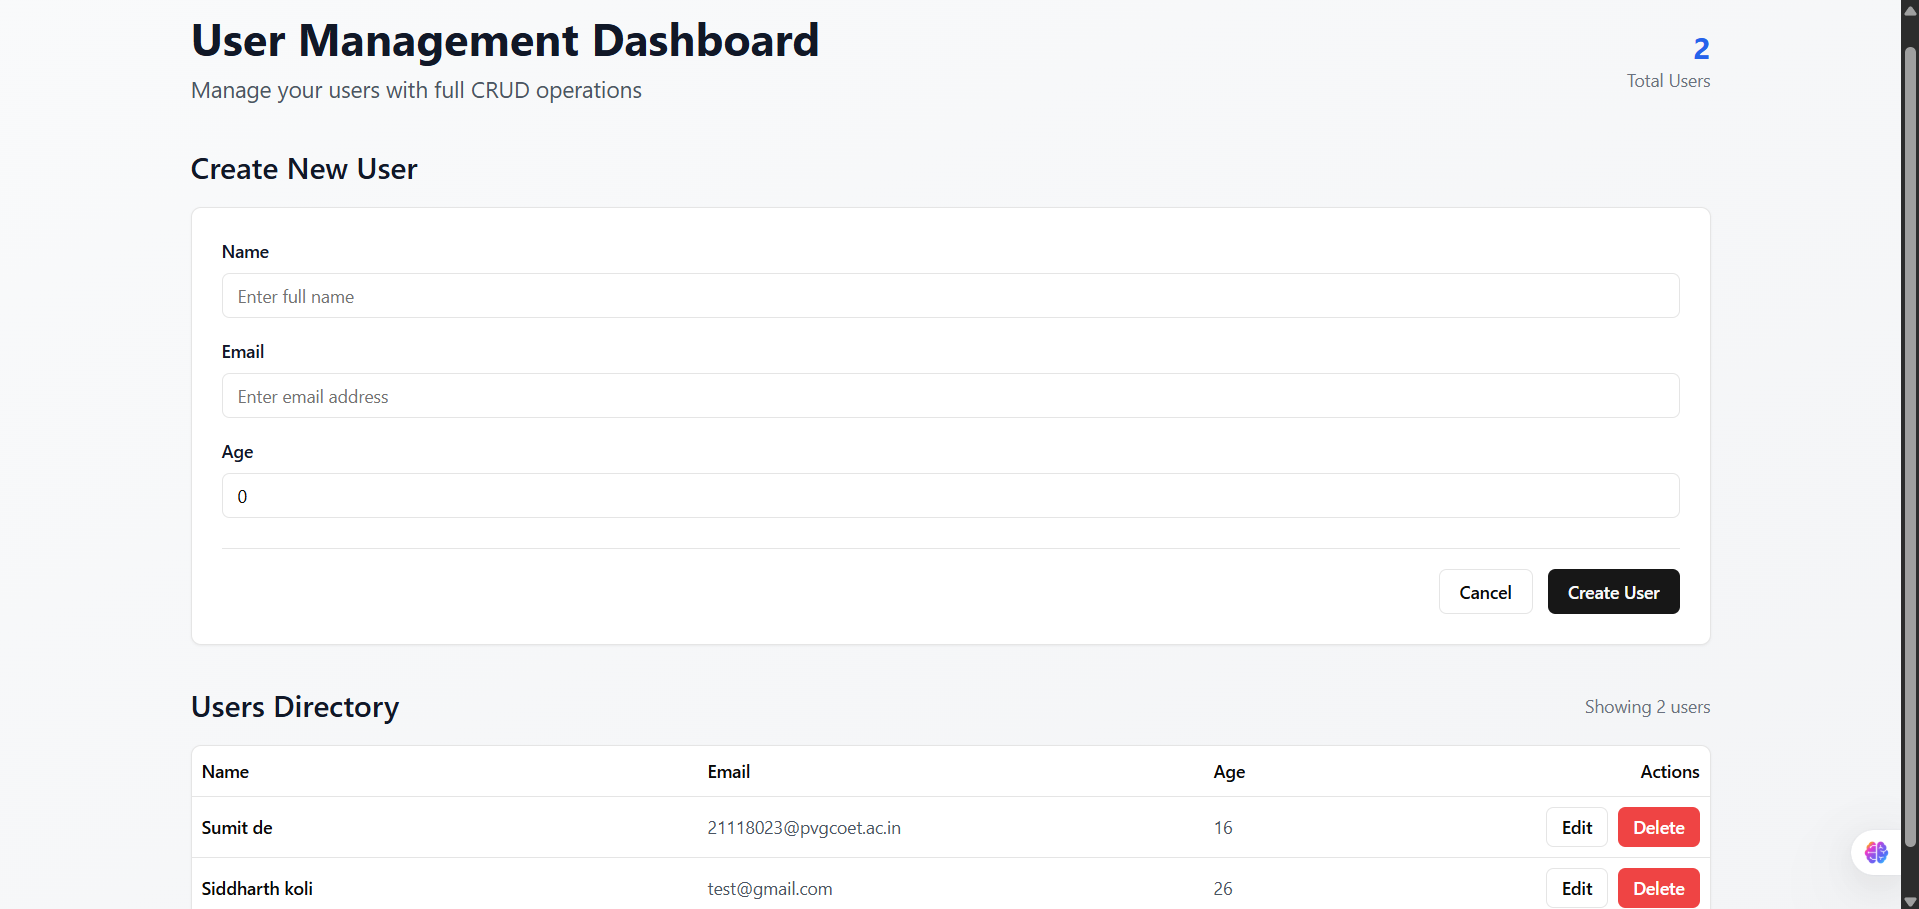 User Management Dashboard
Manage your users with full CRUD operations
2
Total Users
Create New User
Name
Enter full name
Email
Enter email address
Age
0
Cancel Create User
Users Directory
Showing 2 users
Name Email Age Actions
Sumit de 21118023@pvgcoet.ac.in 16 Edit Delete
Siddharth koli test@gmail.com 26 Edit Delete